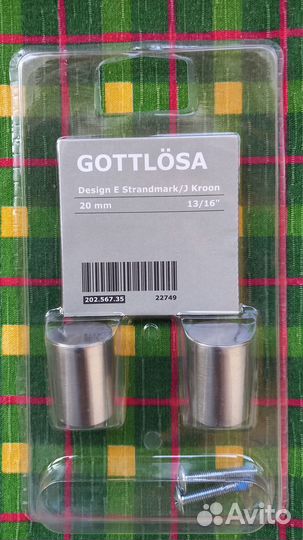 GOTTLÖSA
Design E Strandmark/J Kroon
20 mm 13/16"
202.567.35 22749
Avito